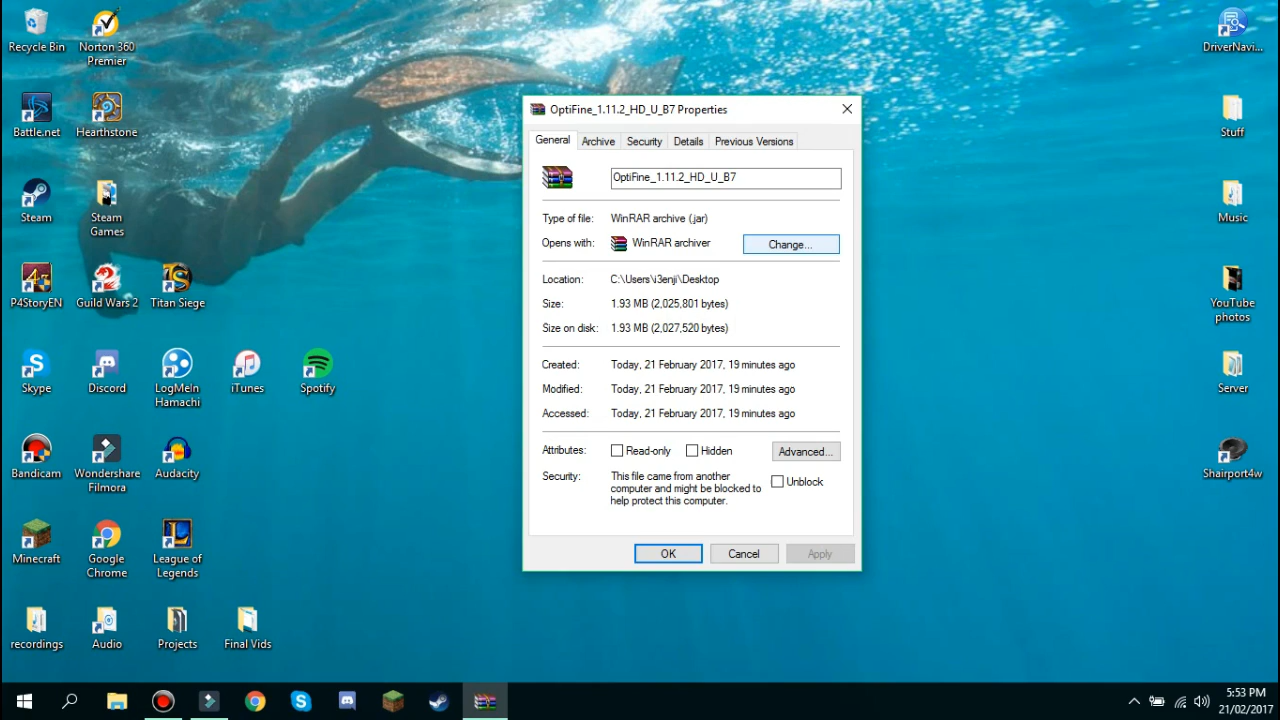 Recycle Bin
Norton 360
Premier
DriverNavi...
Battle.net
Hearthstone
Stuff
Steam
Steam
Games
Music
P4StoryEN
Guild Wars 2
Titan Siege
YouTube
photos
Skype
Discord
LogMeIn
Hamachi
iTunes
Spotify
Server
Bandicam
Wondershare
Filmora
Audacity
Shairport4w
Minecraft
Google
Chrome
League of
Legends
recordings
Audio
Projects
Final Vids
OptiFine_1.11.2_HD_U_B7 Properties
General Archive Security Details Previous Versions
OptiFine_1.11.2_HD_U_B7
Type of file: WinRAR archive (.jar)
Opens with: WinRAR archiver Change...
Location: C:\Users\i3enji\Desktop
Size: 1.93 MB (2,025,801 bytes)
Size on disk: 1.93 MB (2,027,520 bytes)
Created: Today, 21 February 2017, 19 minutes ago
Modified: Today, 21 February 2017, 19 minutes ago
Accessed: Today, 21 February 2017, 19 minutes ago
Attributes: Read-only Hidden Advanced...
Security: This file came from another
computer and might be blocked to
help protect this computer.
Unblock
OK Cancel Apply
5:53 PM
21/02/2017